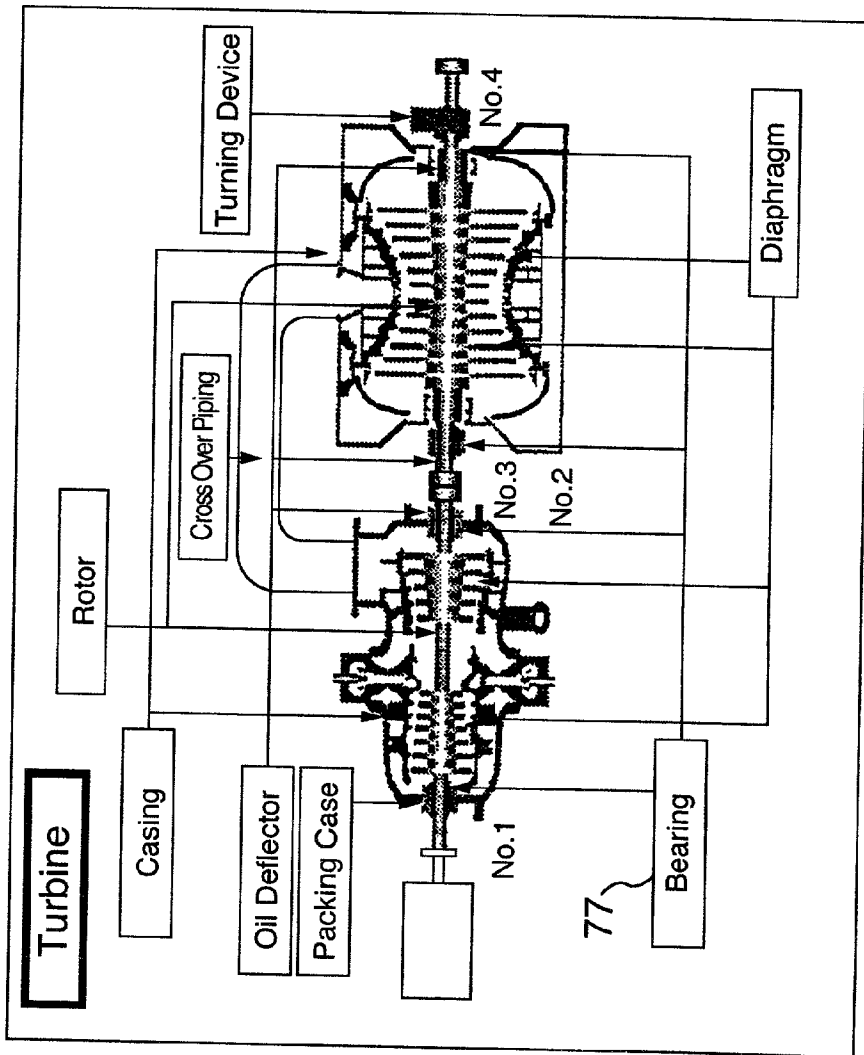 Turbine
Casing
Rotor
Cross Over Piping
Turning Device
Oil Deflector
Packing Case
No.1
No.3
No.2
No.4
77
Bearing
Diaphragm